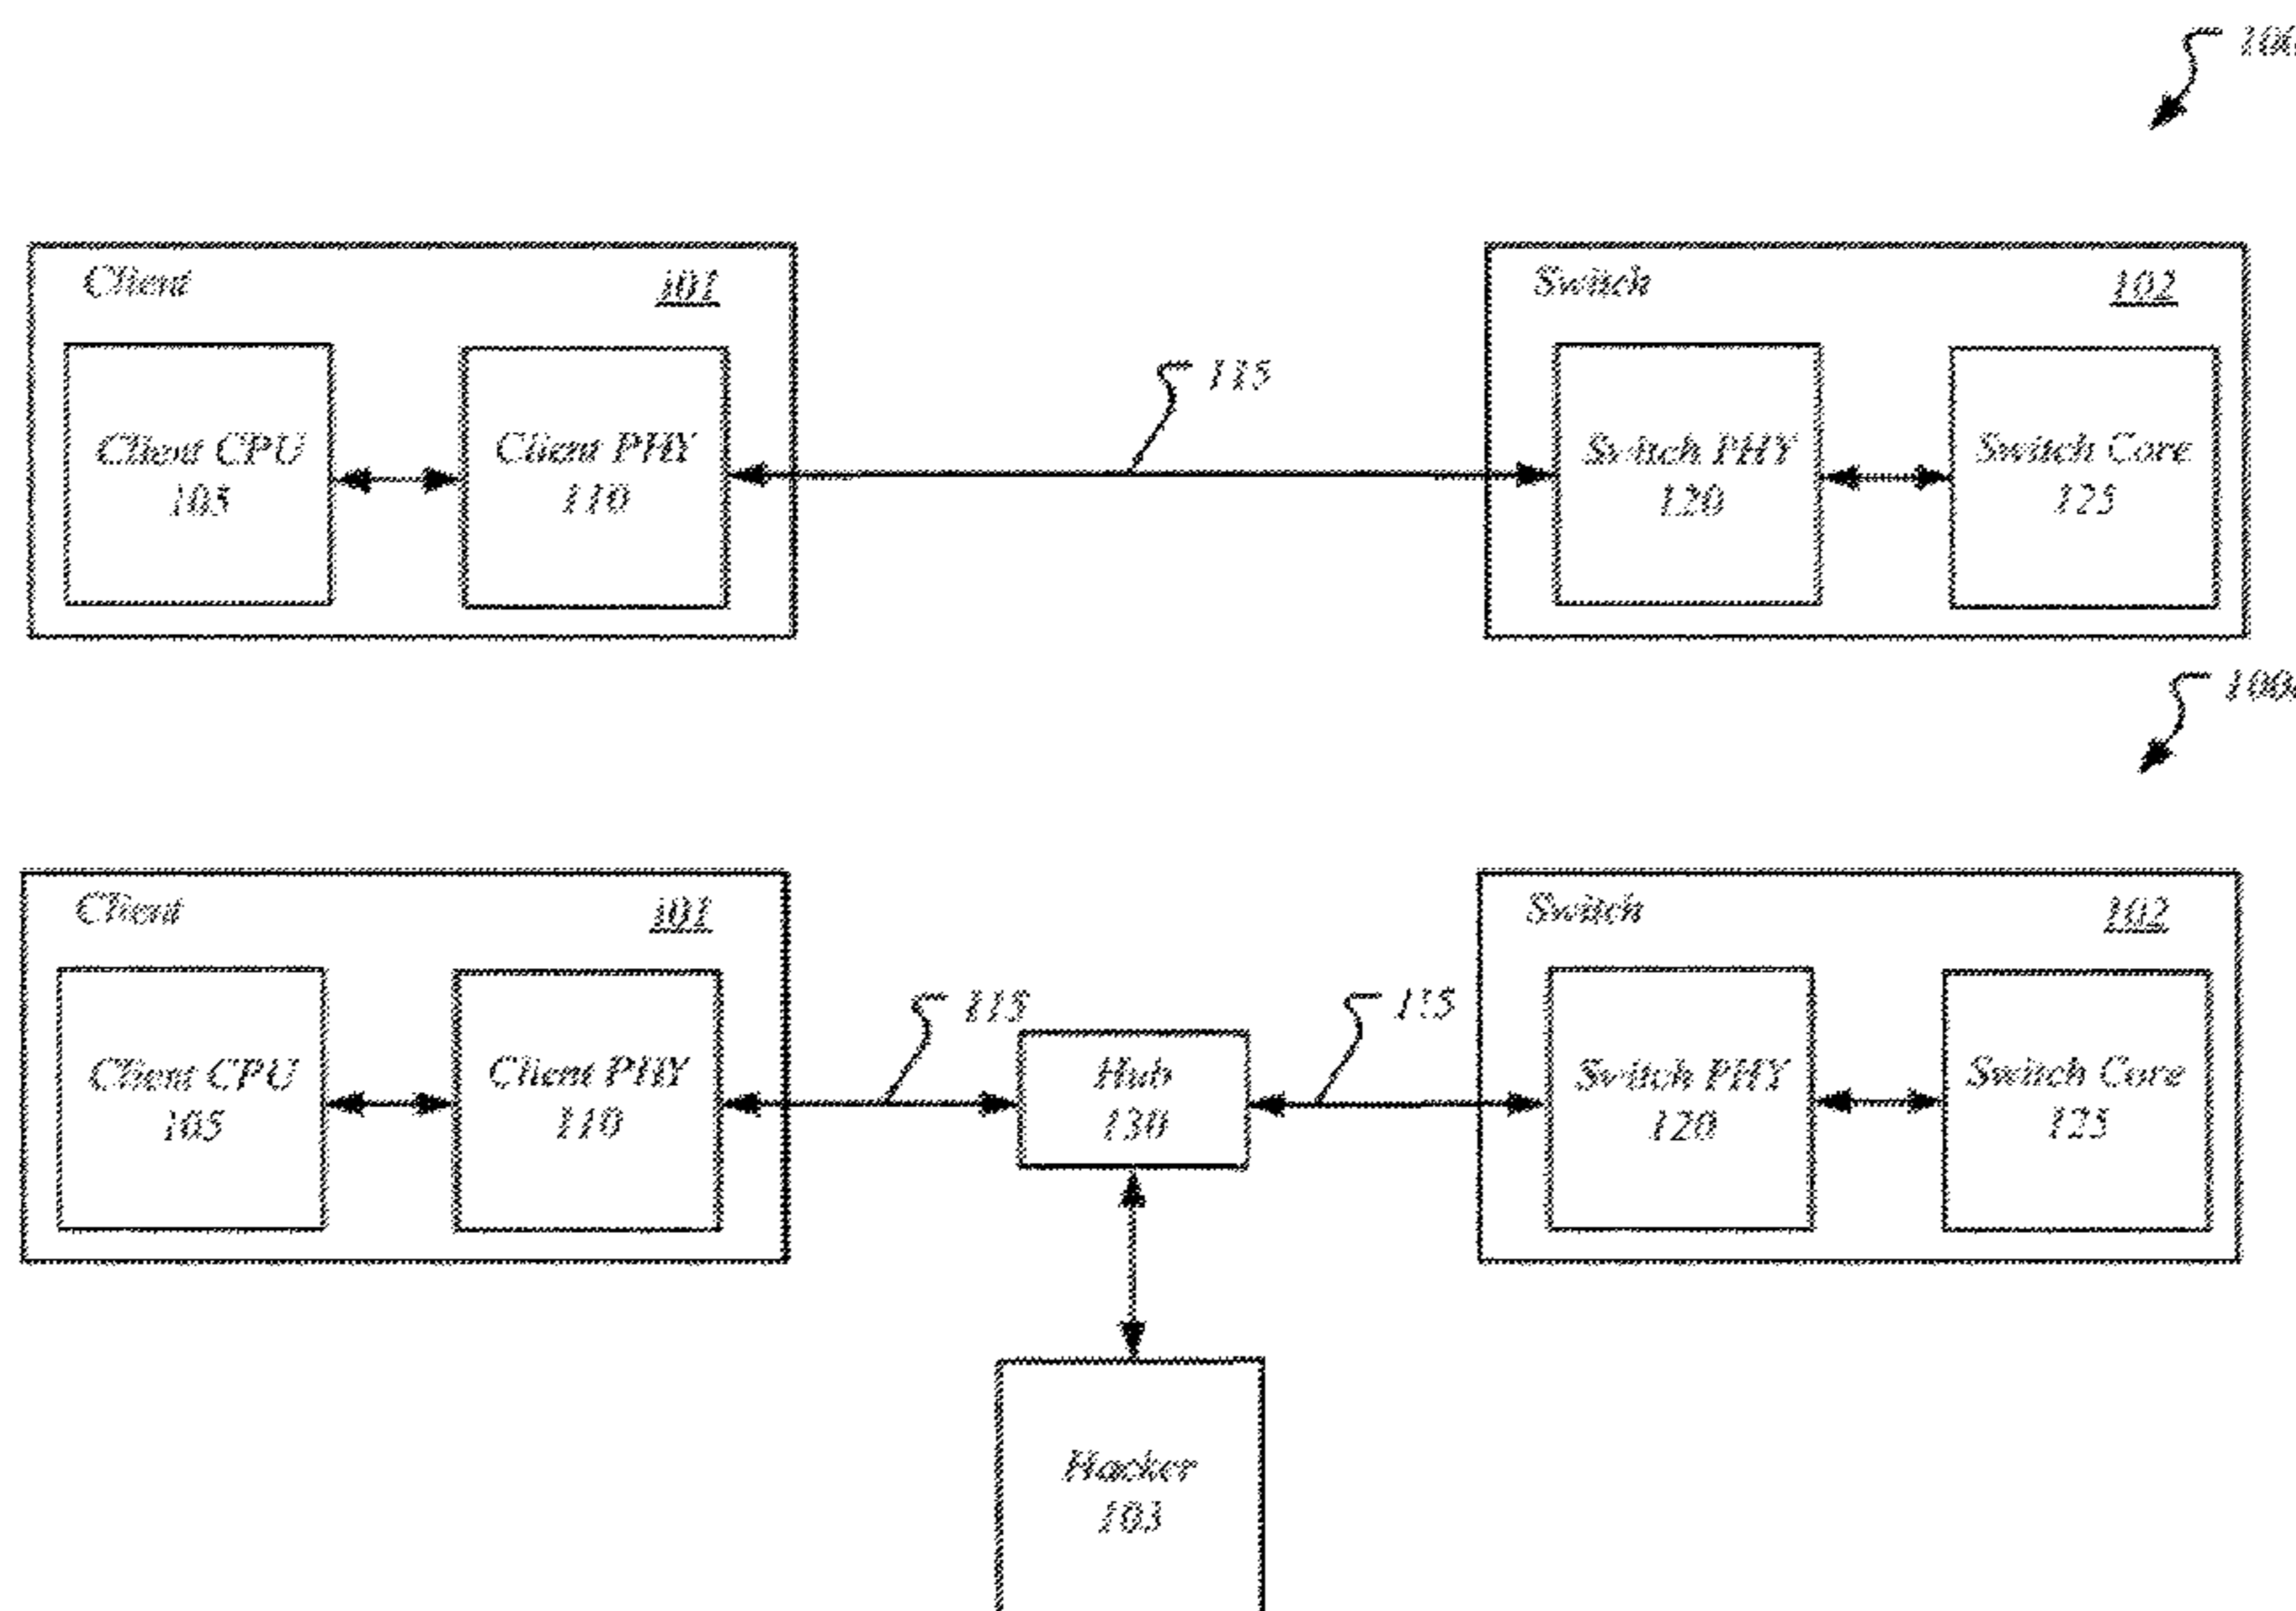 100
Client 101
Switch 102
115
Client CPU
105
Client PHY
110
Switch PHY
120
Switch Core
125
Client 101
Switch 102
115
115
Client CPU
105
Client PHY
110
Hub
130
Switch PHY
120
Switch Core
125
Hacker
103